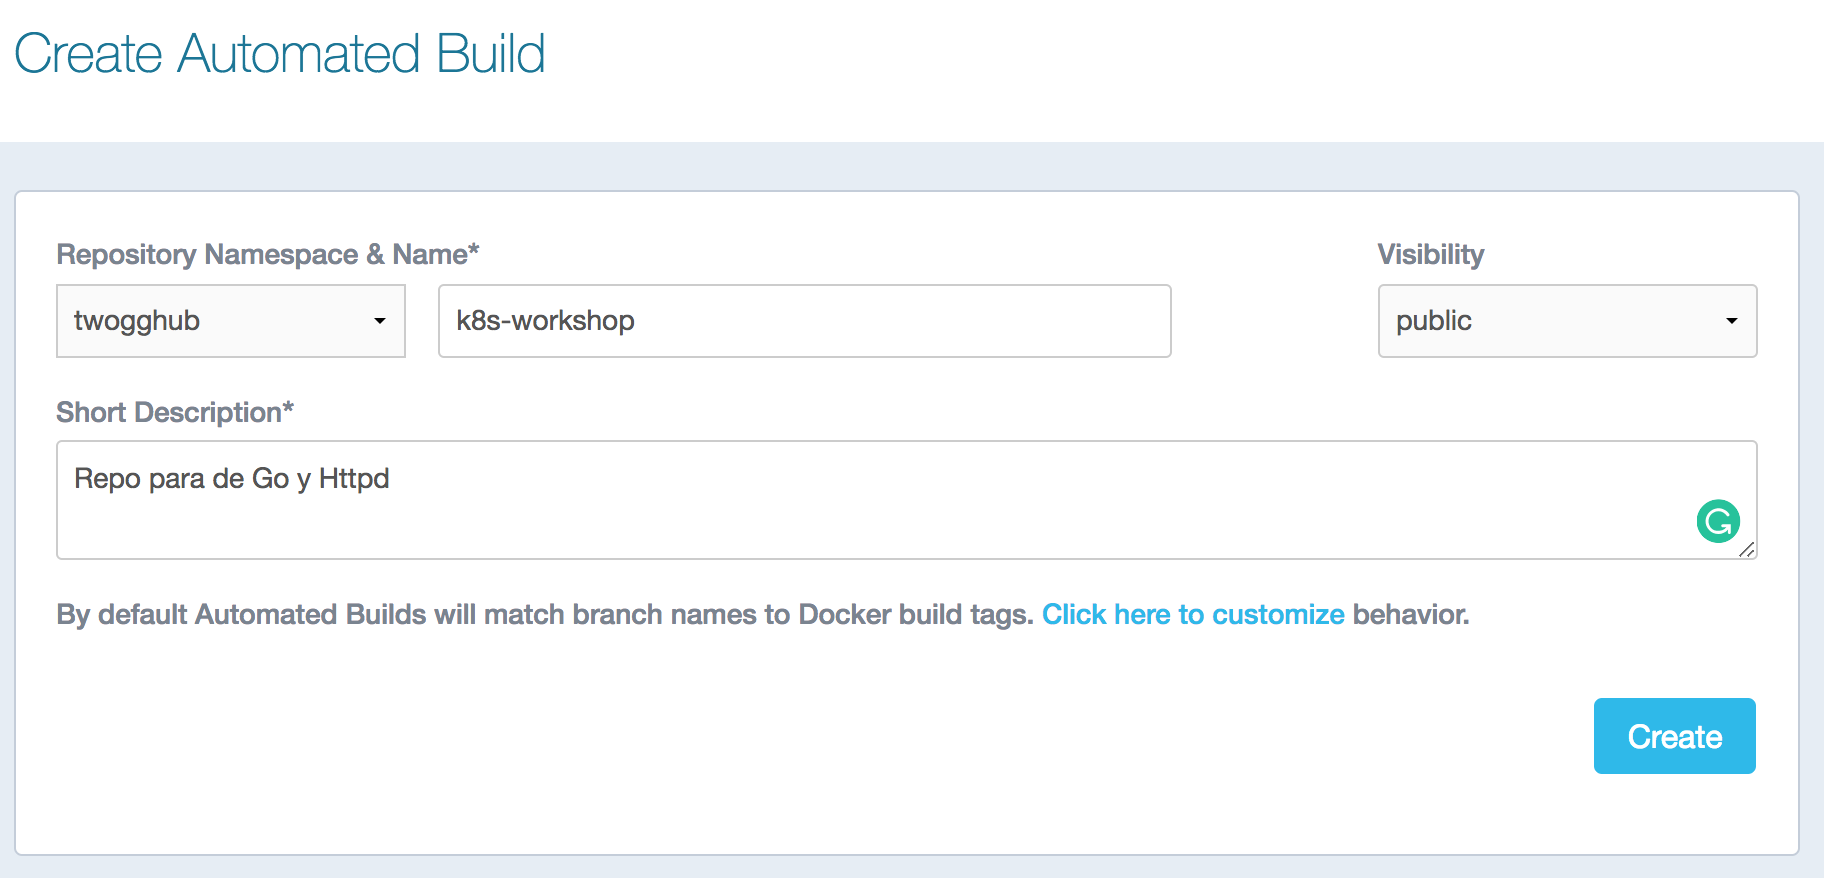 Create Automated Build
Repository Namespace & Name*
Visibility
twogghub
k8s-workshop
public
Short Description*
Repo para de Go y Httpd
By default Automated Builds will match branch names to Docker build tags. Click here to customize behavior.
Create